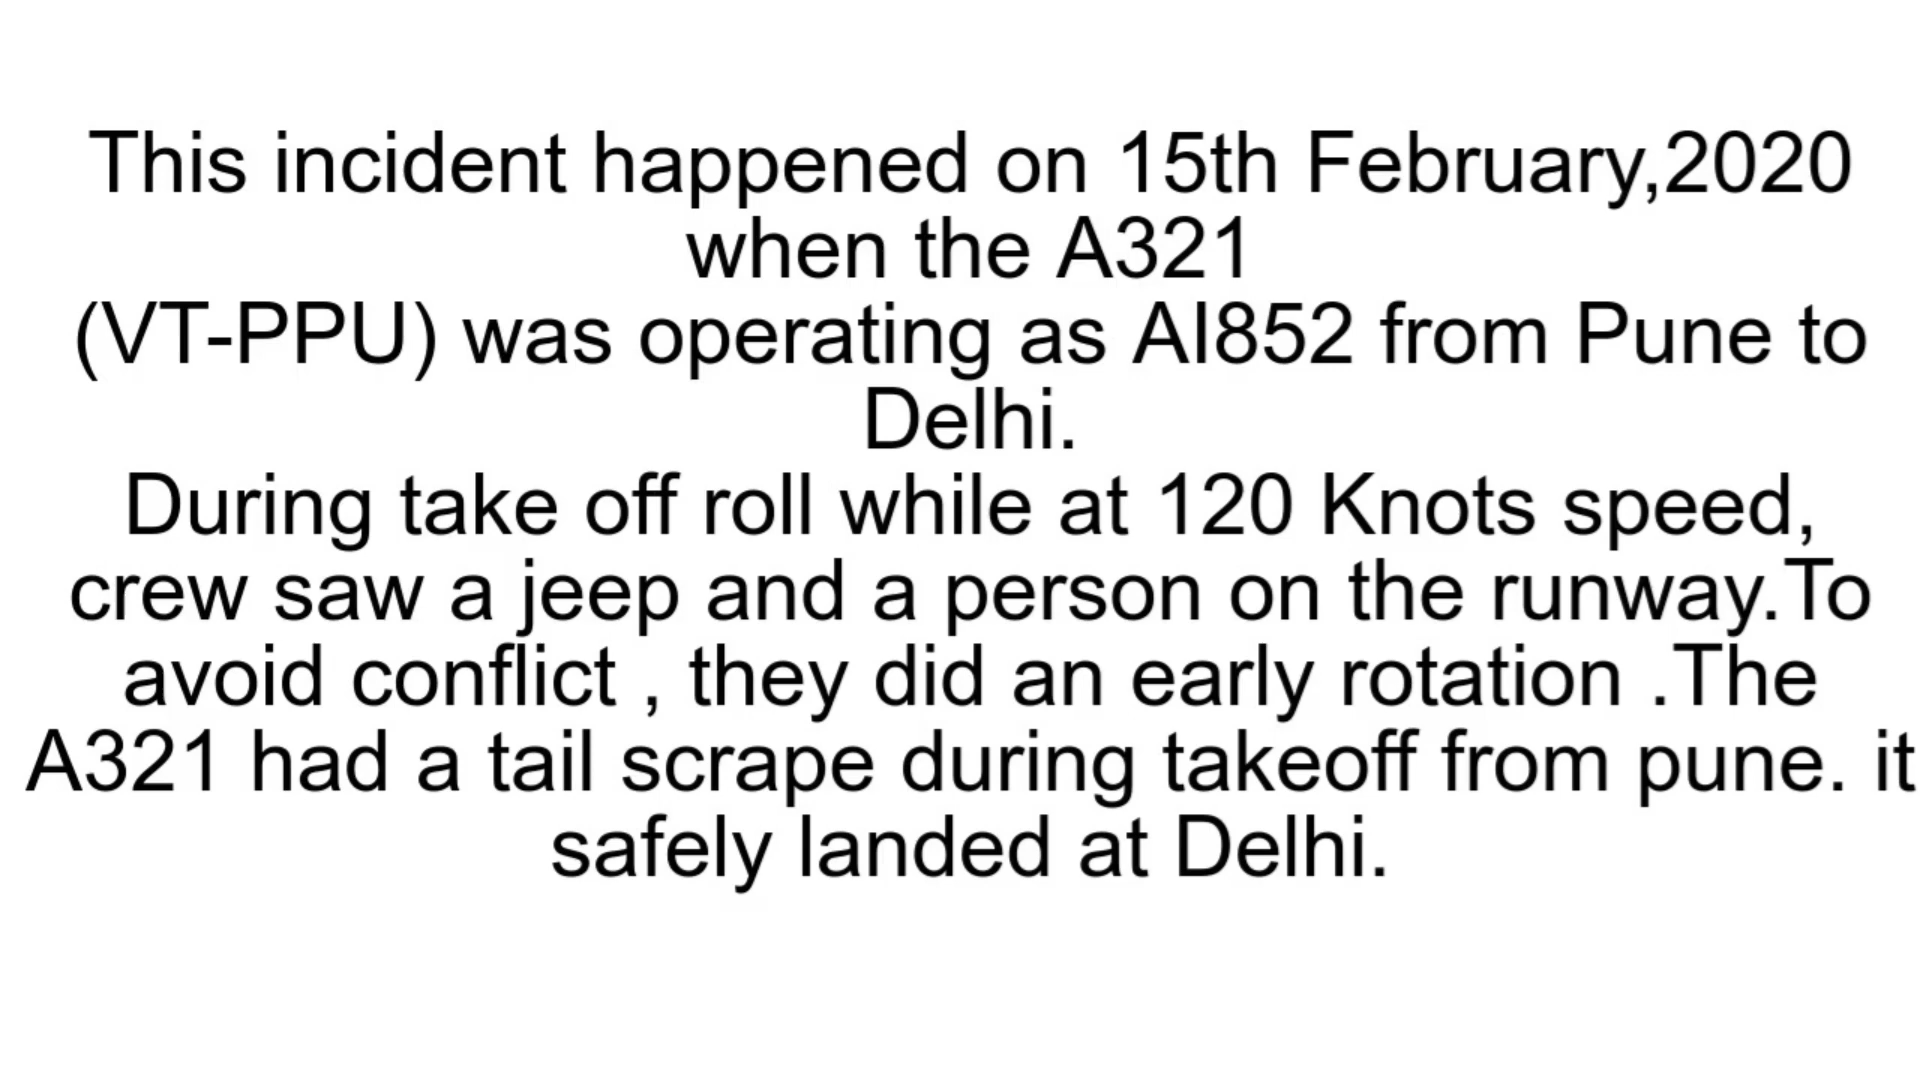 This incident happened on 15th February,2020
when the A321
(VT-PPU) was operating as AI852 from Pune to
Delhi.
During take off roll while at 120 Knots speed,
crew saw a jeep and a person on the runway.To
avoid conflict , they did an early rotation .The
A321 had a tail scrape during takeoff from pune. it
safely landed at Delhi.